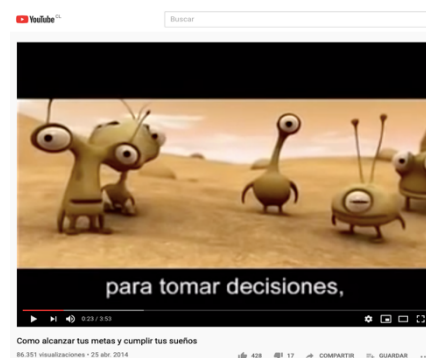 YouTube CL
Buscar
para tomar decisiones,
0:23 / 3:53
Como alcanzar tus metas y cumplir tus sueños
86.351 visualizaciones • 25 abr. 2014
428
17
COMPARTIR
GUARDAR